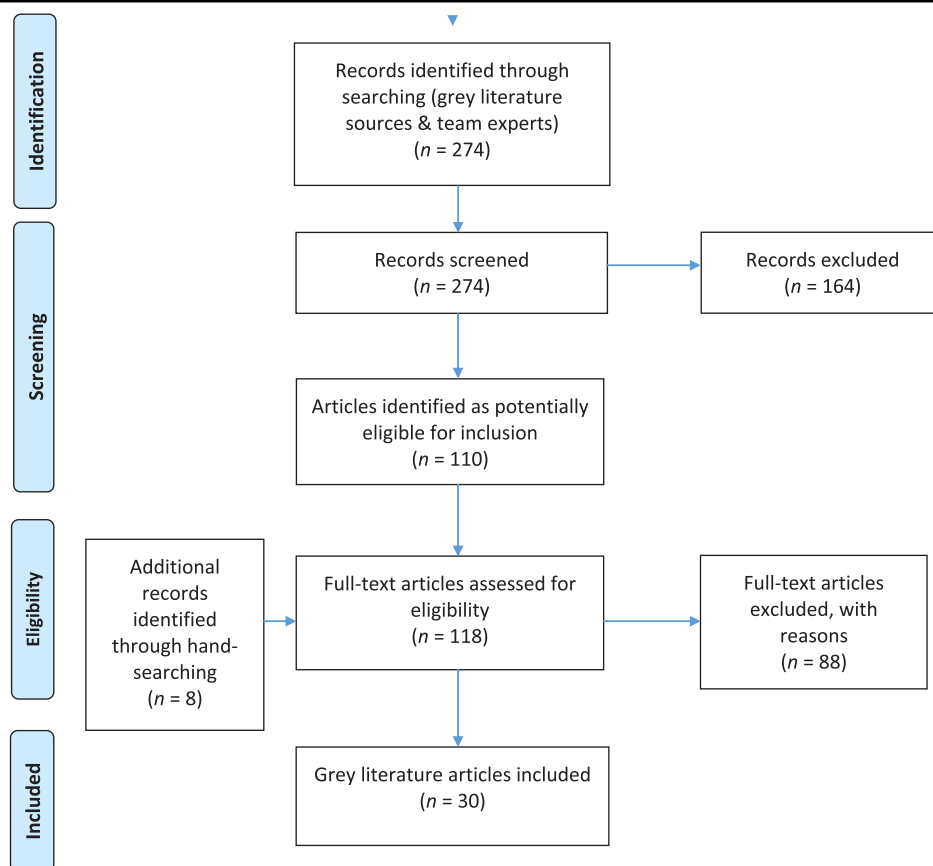 Identification
Records identified through
searching (grey literature
sources & team experts)
(n = 274)
Screening
Records screened
(n = 274)
Records excluded
(n = 164)
Articles identified as potentially
eligible for inclusion
(n = 110)
Eligibility
Additional
records
identified
through hand-
searching
(n = 8)
Full-text articles assessed for
eligibility
(n = 118)
Full-text articles
excluded, with
reasons
(n = 88)
Included
Grey literature articles included
(n = 30)